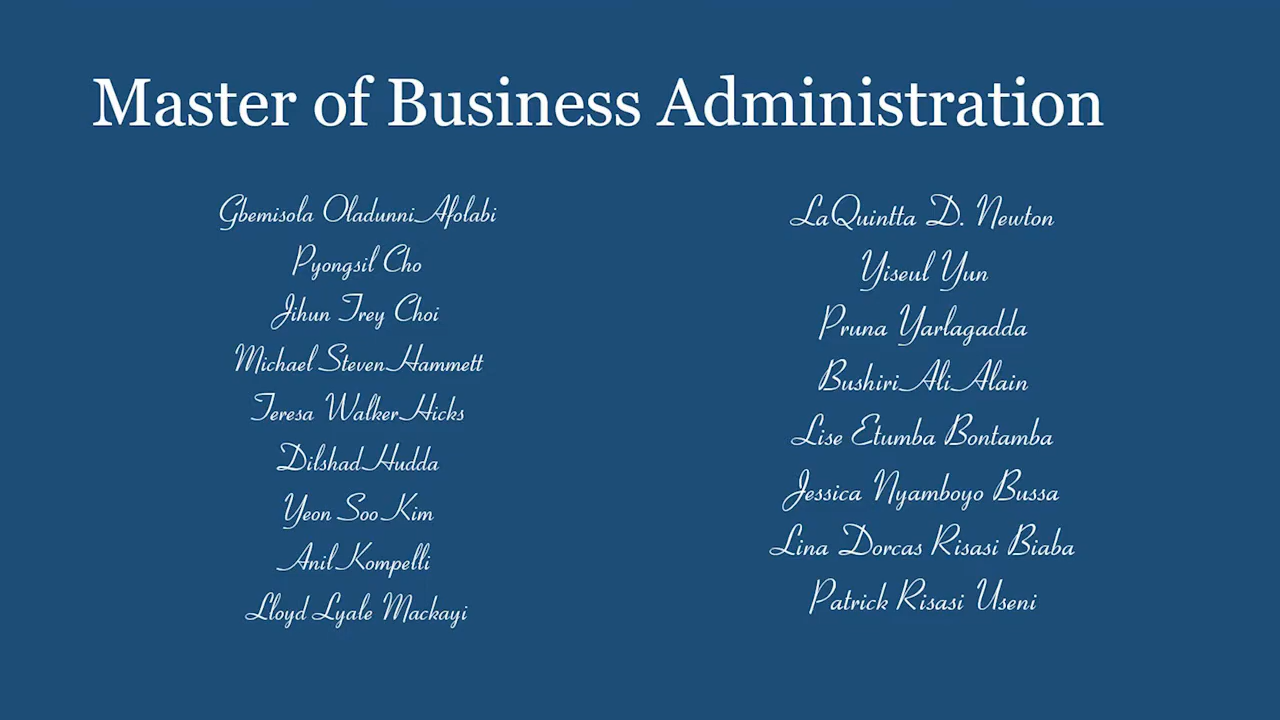 Master of Business Administration
Gbemisola Oladunni Afolabi
Pyongsil Cho
Jihun Trey Choi
Michael Steven Hammett
Teresa Walker Hicks
Dilshad Hudda
Yeon Soo Kim
Anil Kompelli
Lloyd Lyale Mackayi
LaQuintta D. Newton
Yiseul Yun
Pruna Yarlagadda
Bushiri Ali Alain
Lise Etumba Bontamba
Jessica Nyamboyo Bussa
Lina Dorcas Risasi Biaba
Patrick Risasi Useni